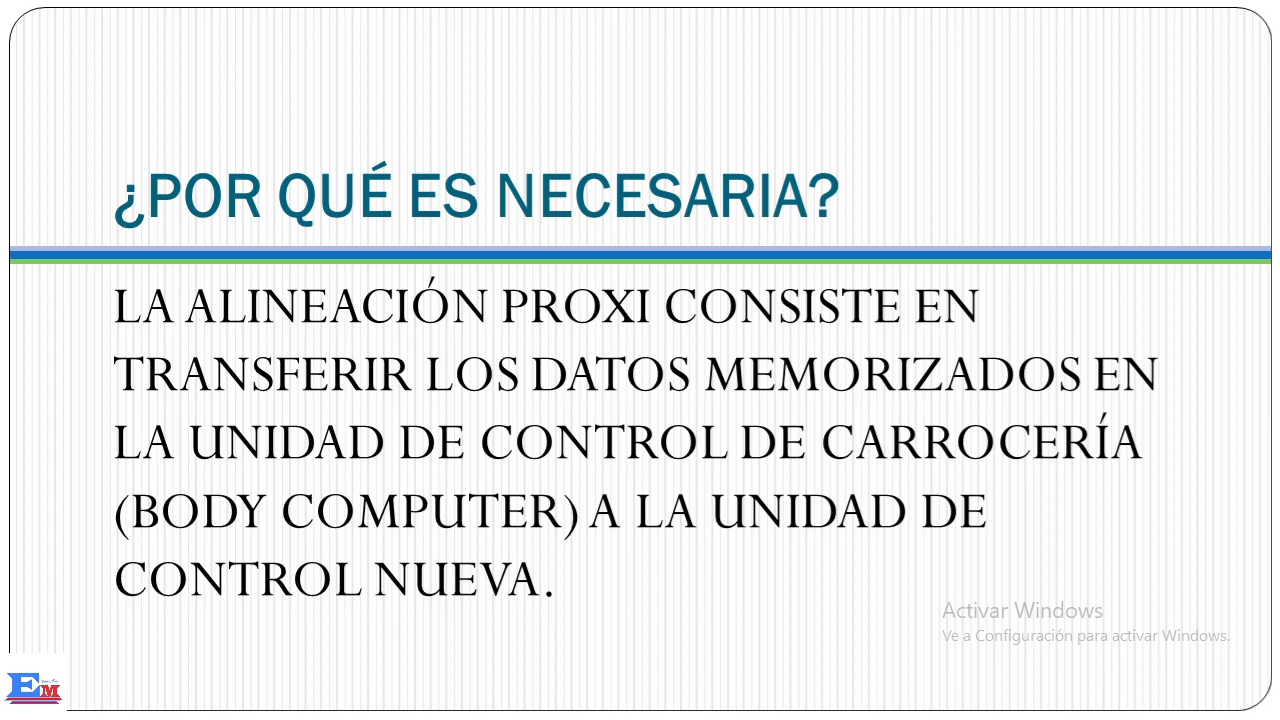 ¿POR QUÉ ES NECESARIA?
LA ALINEACIÓN PROXI CONSISTE EN
TRANSFERIR LOS DATOS MEMORIZADOS EN
LA UNIDAD DE CONTROL DE CARROCERÍA
(BODY COMPUTER) A LA UNIDAD DE
CONTROL NUEVA.
Activar Windows
Ve a Configuración para activar Windows.
EM